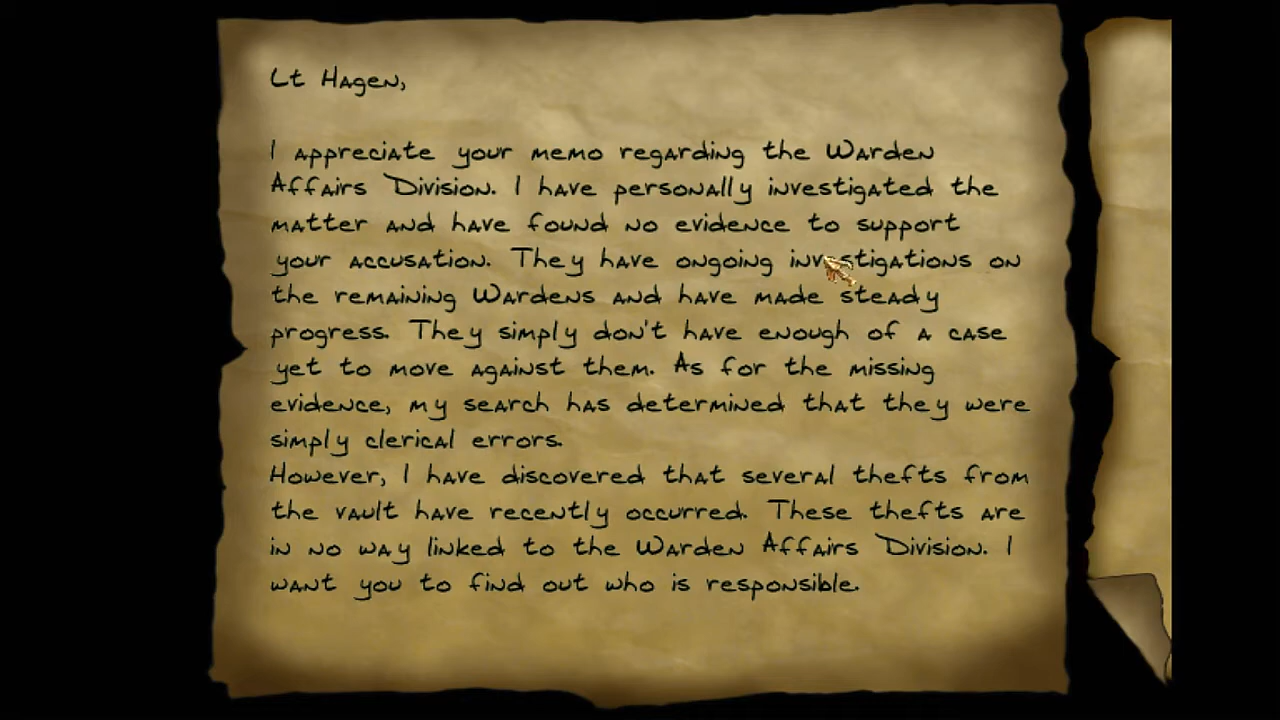 Lt Hagen,
I appreciate your memo regarding the Warden
Affairs Division. I have personally investigated the
matter and have found no evidence to support
your accusation. They have ongoing investigations on
the remaining Wardens and have made steady
progress. They simply don't have enough of a case
yet to move against them. As for the missing
evidence, my search has determined that they were
simply clerical errors.
However, I have discovered that several thefts from
the vault have recently occurred. These thefts are
in no way linked to the Warden Affairs Division. I
want you to find out who is responsible.